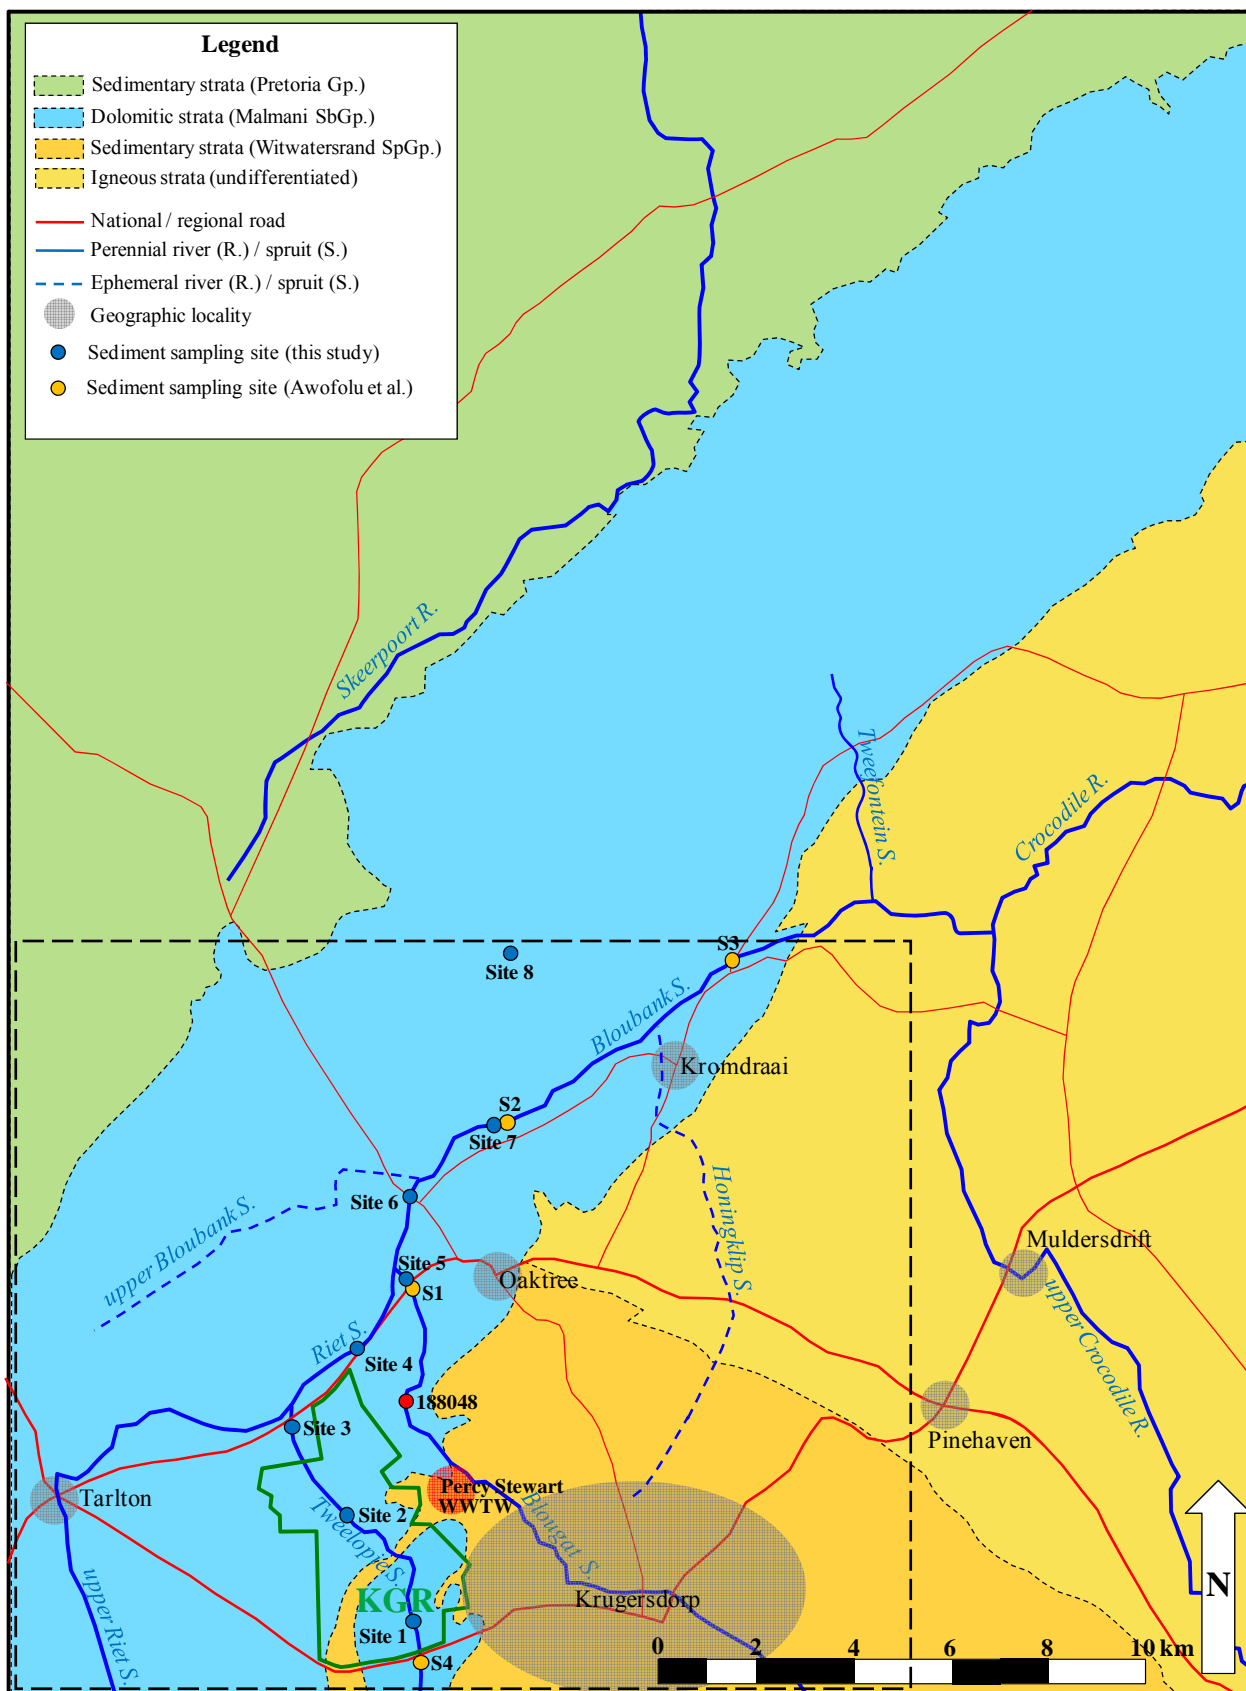 Legend
Sedimentary strata (Pretoria Gp.)
Dolomitic strata (Malmani SbGp.)
Sedimentary strata (Witwatersrand SpGp.)
Igneous strata (undifferentiated)
National / regional road
Perennial river (R.) / spruit (S.)
Ephemeral river (R.) / spruit (S.)
Geographic locality
Sediment sampling site (this study)
Sediment sampling site (Awofolu et al.)
Skeerpoort R.
Tweefontein S.
Crocodile R.
S3
Site 8
Bloubank S.
Kromdraai
S2
Site 7
Site 6
upper Bloubank S.
Honingklip S.
Muldersdrift
Site 5
Oaktree
S1
upper Crocodile R.
Riet S.
Site 4
188048
Site 3
Pinehaven
Percy Stewart
WWTW
Tarlton
Site 2
Blougat S.
Tweelopie S.
upper Riet S.
KGR
Krugersdorp
N
Site 1
S4
0 2 4 6 8 10 km